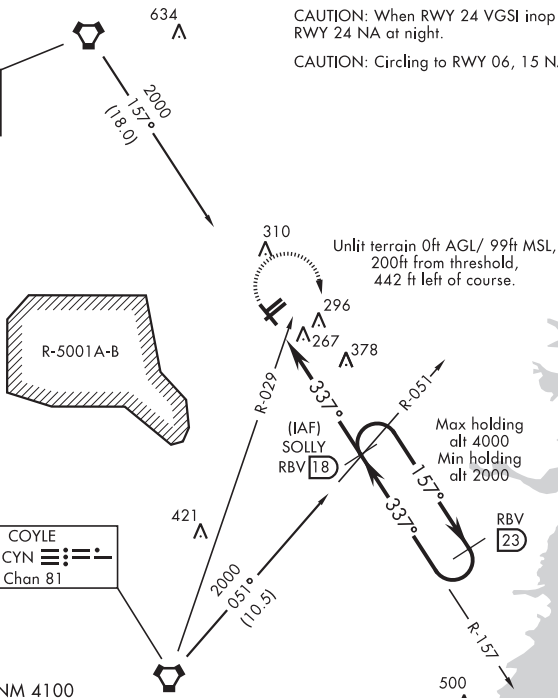 634
CAUTION: When RWY 24 VGSI inop
RWY 24 NA at night.
CAUTION: Circling to RWY 06, 15 N
2000
157°
(18.0)
310
Unlit terrain 0ft AGL/ 99ft MSL,
200ft from threshold,
442 ft left of course.
296
267
378
R-5001A-B
R-029
337°
R-051
(IAF)
SOLLY
RBV 18
Max holding
alt 4000
Min holding
alt 2000
157°
337°
RBV
23
421
COYLE
CYN
Chan 81
2000
051°
(10.5)
R-157
NM 4100
500